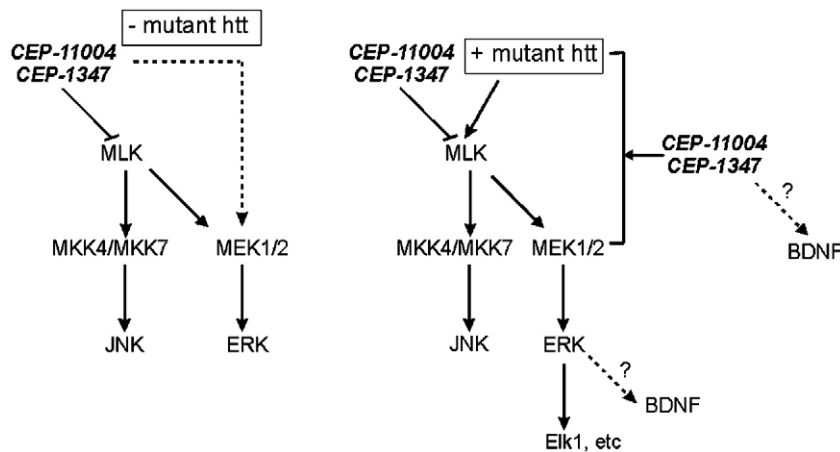 - mutant htt
CEP-11004
CEP-1347
MLK
MKK4/MKK7 MEK1/2
JNK ERK
CEP-11004
CEP-1347
+ mutant htt
MLK
MKK4/MKK7 MEK1/2
JNK ERK
?
BDNF
Elk1, etc
CEP-11004
CEP-1347
?
BDNF